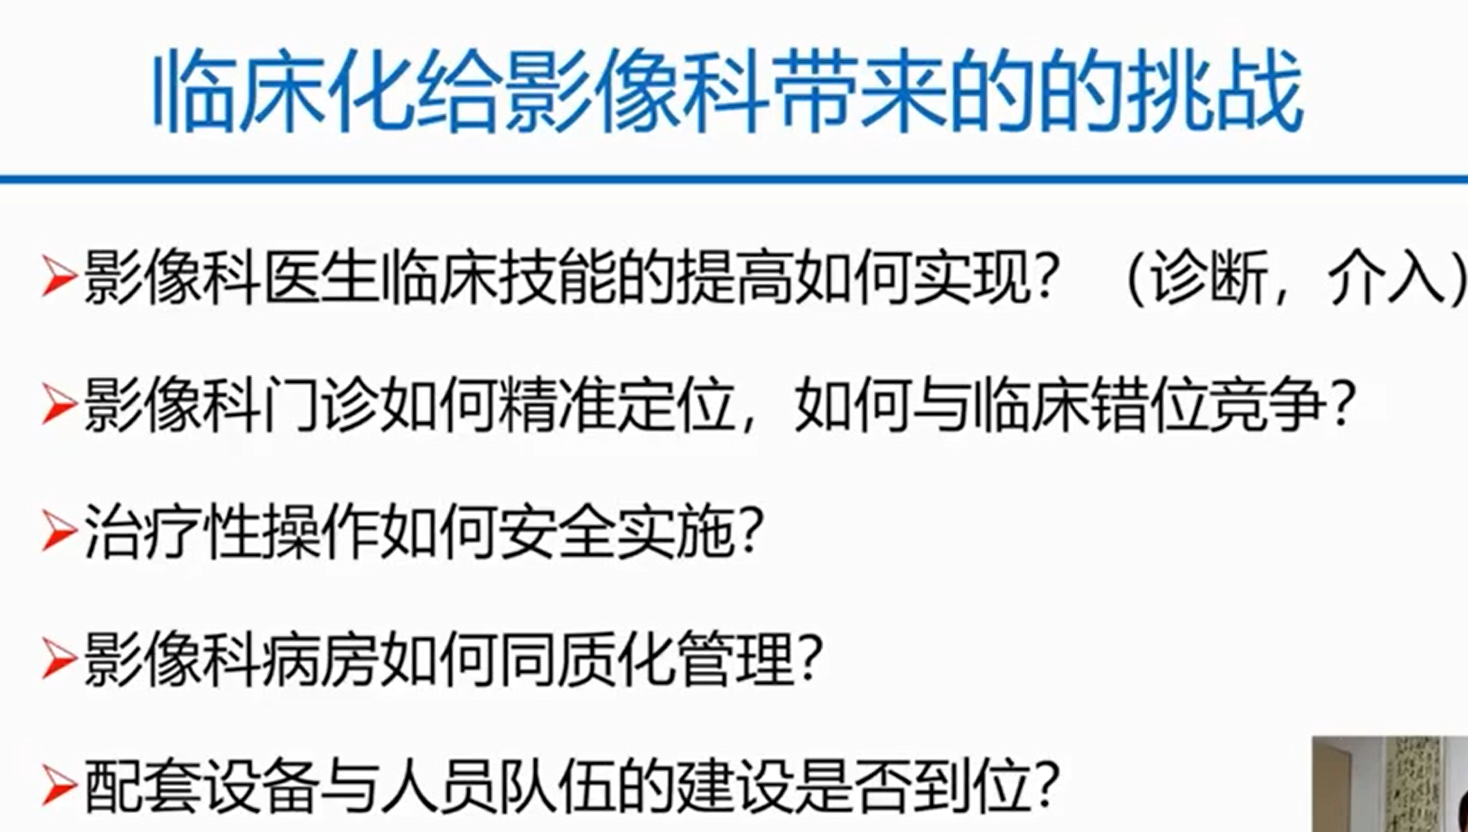 临床化给影像科带来的的挑战
➢影像科医生临床技能的提高如何实现？（诊断，介入）
➢影像科门诊如何精准定位，如何与临床错位竞争？
➢治疗性操作如何安全实施？
➢影像科病房如何同质化管理？
➢配套设备与人员队伍的建设是否到位？